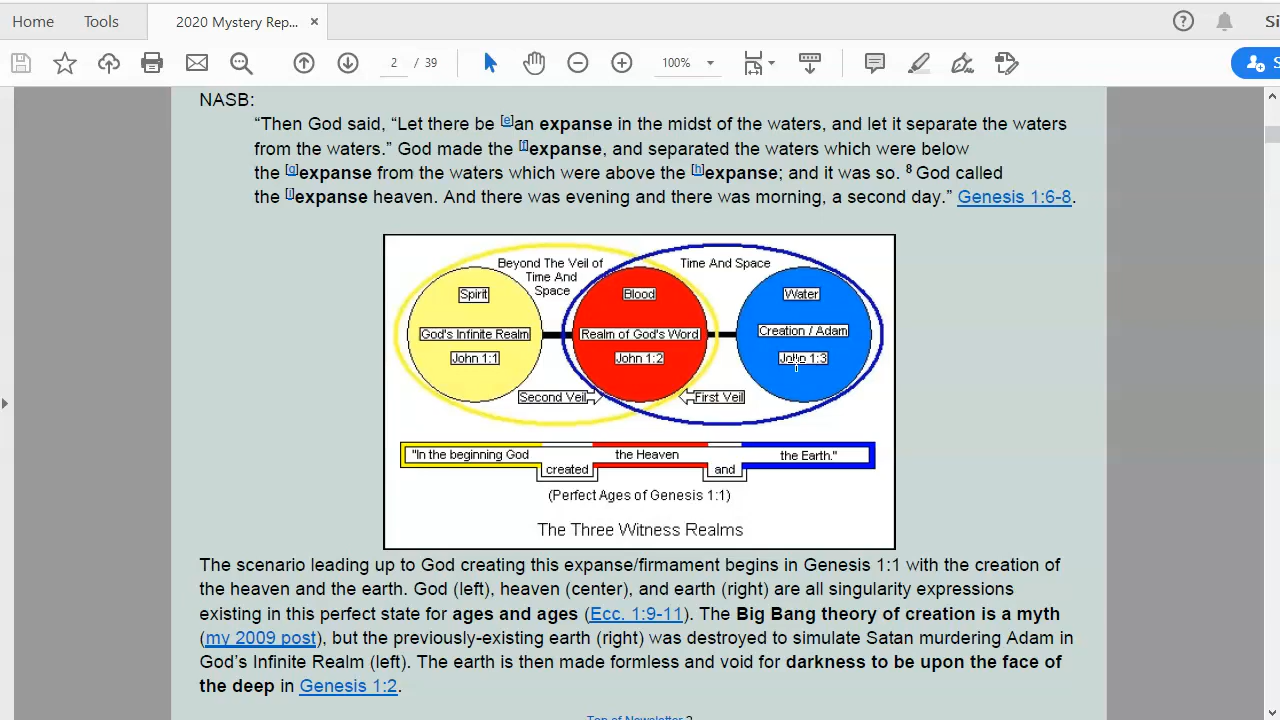 Home Tools 2020 Mystery Rep... × ? Si
2 / 39 100% S
NASB:
“Then God said, “Let there be [e]an expanse in the midst of the waters, and let it separate the waters
from the waters.” God made the [f]expanse, and separated the waters which were below
the [g]expanse from the waters which were above the [h]expanse; and it was so. 8 God called
the [i]expanse heaven. And there was evening and there was morning, a second day.” Genesis 1:6-8.
Beyond The Veil of
Time And
Space
Time And Space
Spirit
God's Infinite Realm
John 1:1
Blood
Realm of God's Word
John 1:2
Water
Creation / Adam
John 1:3
Second Veil
First Veil
"In the beginning God
created
the Heaven
and
the Earth."
(Perfect Ages of Genesis 1:1)
The Three Witness Realms
The scenario leading up to God creating this expanse/firmament begins in Genesis 1:1 with the creation of
the heaven and the earth. God (left), heaven (center), and earth (right) are all singularity expressions
existing in this perfect state for ages and ages (Ecc. 1:9-11). The Big Bang theory of creation is a myth
(my 2009 post), but the previously-existing earth (right) was destroyed to simulate Satan murdering Adam in
God’s Infinite Realm (left). The earth is then made formless and void for darkness to be upon the face of
the deep in Genesis 1:2.
Top of Newsletter 2